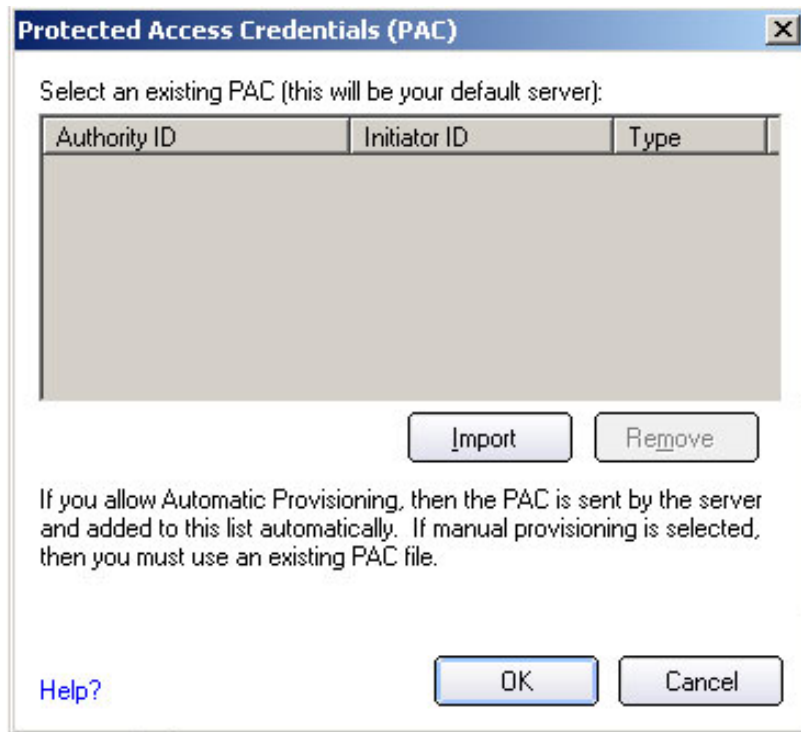 Protected Access Credentials (PAC)
Select an existing PAC (this will be your default server):
Authority ID Initiator ID Type
Import Remove
If you allow Automatic Provisioning, then the PAC is sent by the server
and added to this list automatically. If manual provisioning is selected,
then you must use an existing PAC file.
Help? OK Cancel